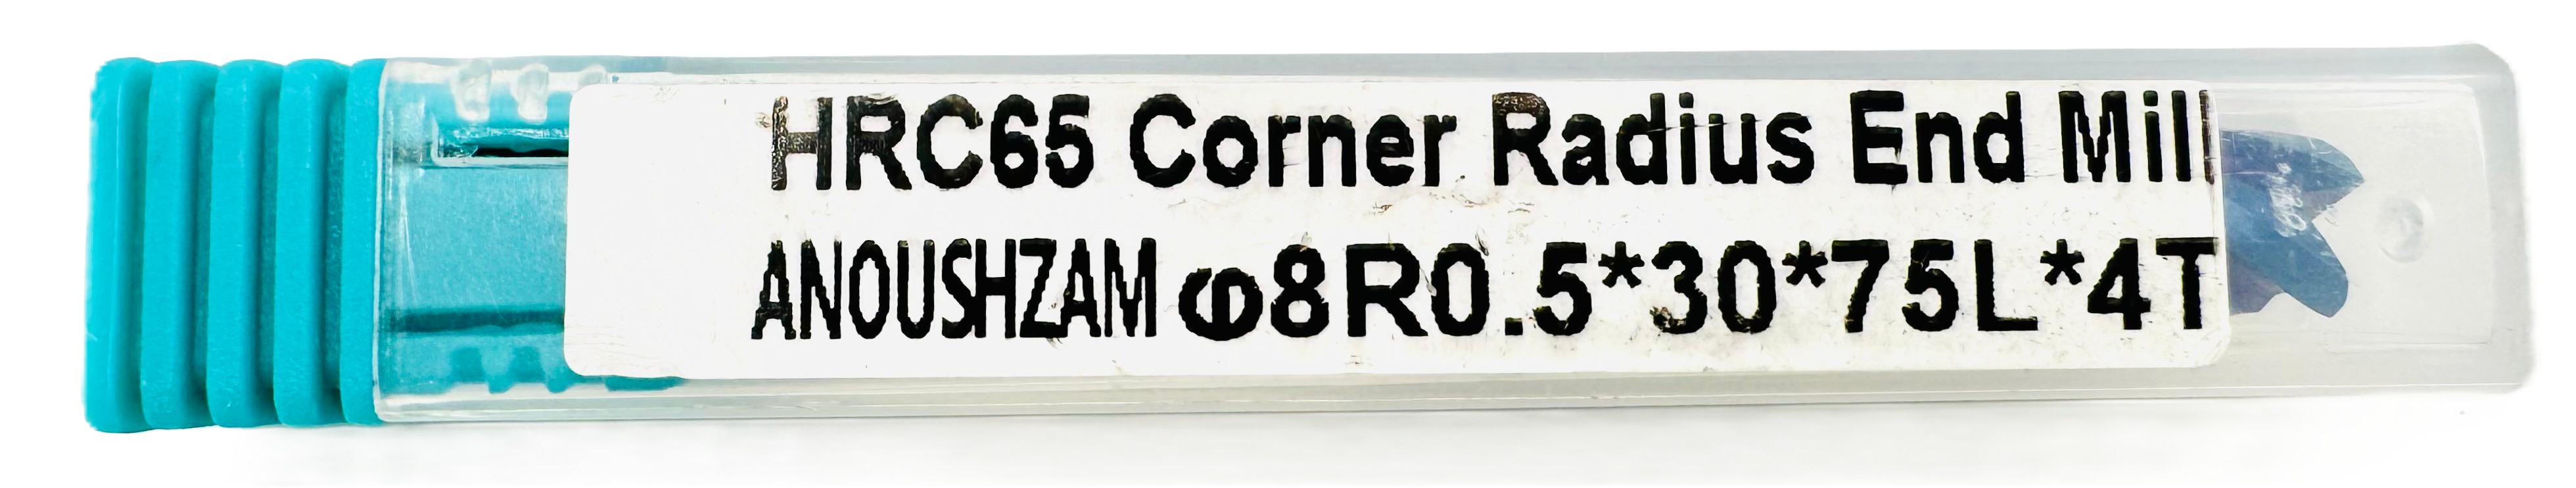 HRC65 Corner Radius End Mill
ANOUSHZAM φ8R0.5*30*75L*4T